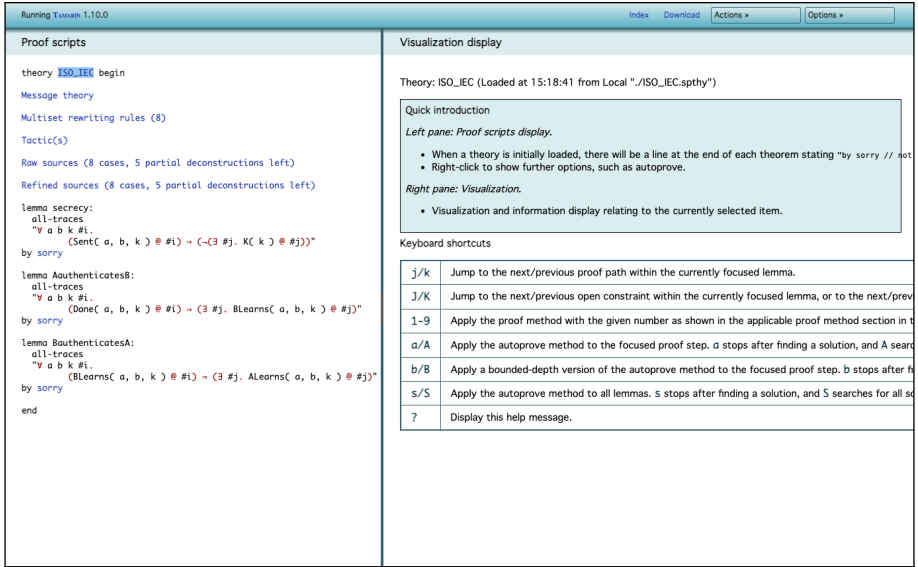 Running TAMARIN 1.10.0
Index Download Actions » Options »
Proof scripts
theory ISO_IEC begin
Message theory
Multiset rewriting rules (8)
Tactic(s)
Raw sources (8 cases, 5 partial deconstructions left)
Refined sources (8 cases, 5 partial deconstructions left)
lemma secrecy:
all-traces
"∀ a b k #i.
(Sent( a, b, k ) @ #i) ⇒ (¬(∃ #j. K( k ) @ #j))"
by sorry
lemma AauthenticatesB:
all-traces
"∀ a b k #i.
(Done( a, b, k ) @ #i) ⇒ (∃ #j. BLearns( a, b, k ) @ #j)"
by sorry
lemma BauthenticatesA:
all-traces
"∀ a b k #i.
(BLearns( a, b, k ) @ #i) ⇒ (∃ #j. ALearns( a, b, k ) @ #j)"
by sorry
end
Visualization display
Theory: ISO_IEC (Loaded at 15:18:41 from Local "./ISO_IEC.spthy")
Quick introduction
Left pane: Proof scripts display.
• When a theory is initially loaded, there will be a line at the end of each theorem stating "by sorry // not
• Right-click to show further options, such as autoprove.
Right pane: Visualization.
• Visualization and information display relating to the currently selected item.
Keyboard shortcuts
j/k Jump to the next/previous proof path within the currently focused lemma.
J/K Jump to the next/previous open constraint within the currently focused lemma, or to the next/prev
1-9 Apply the proof method with the given number as shown in the applicable proof method section in t
a/A Apply the autoprove method to the focused proof step. a stops after finding a solution, and A searc
b/B Apply a bounded-depth version of the autoprove method to the focused proof step. b stops after fi
s/S Apply the autoprove method to all lemmas. s stops after finding a solution, and S searches for all so
? Display this help message.